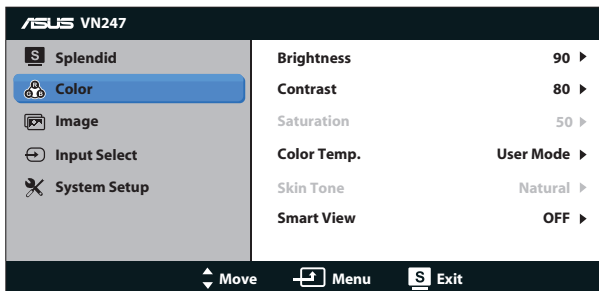 ASUS VN247
S Splendid
Color
Image
Input Select
System Setup
Brightness 90
Contrast 80
Saturation 50
Color Temp. User Mode
Skin Tone Natural
Smart View OFF
Move Menu S Exit